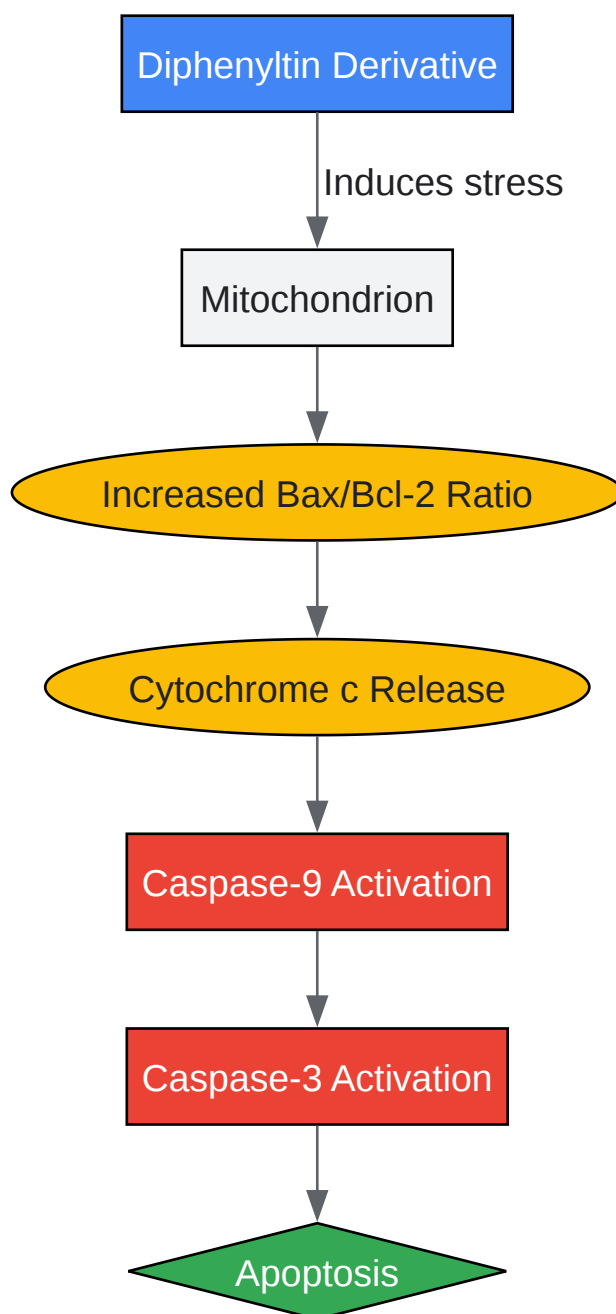 Diphenyltin Derivative
Induces stress
Mitochondrion
Increased Bax/Bcl-2 Ratio
Cytochrome c Release
Caspase-9 Activation
Caspase-3 Activation
Apoptosis